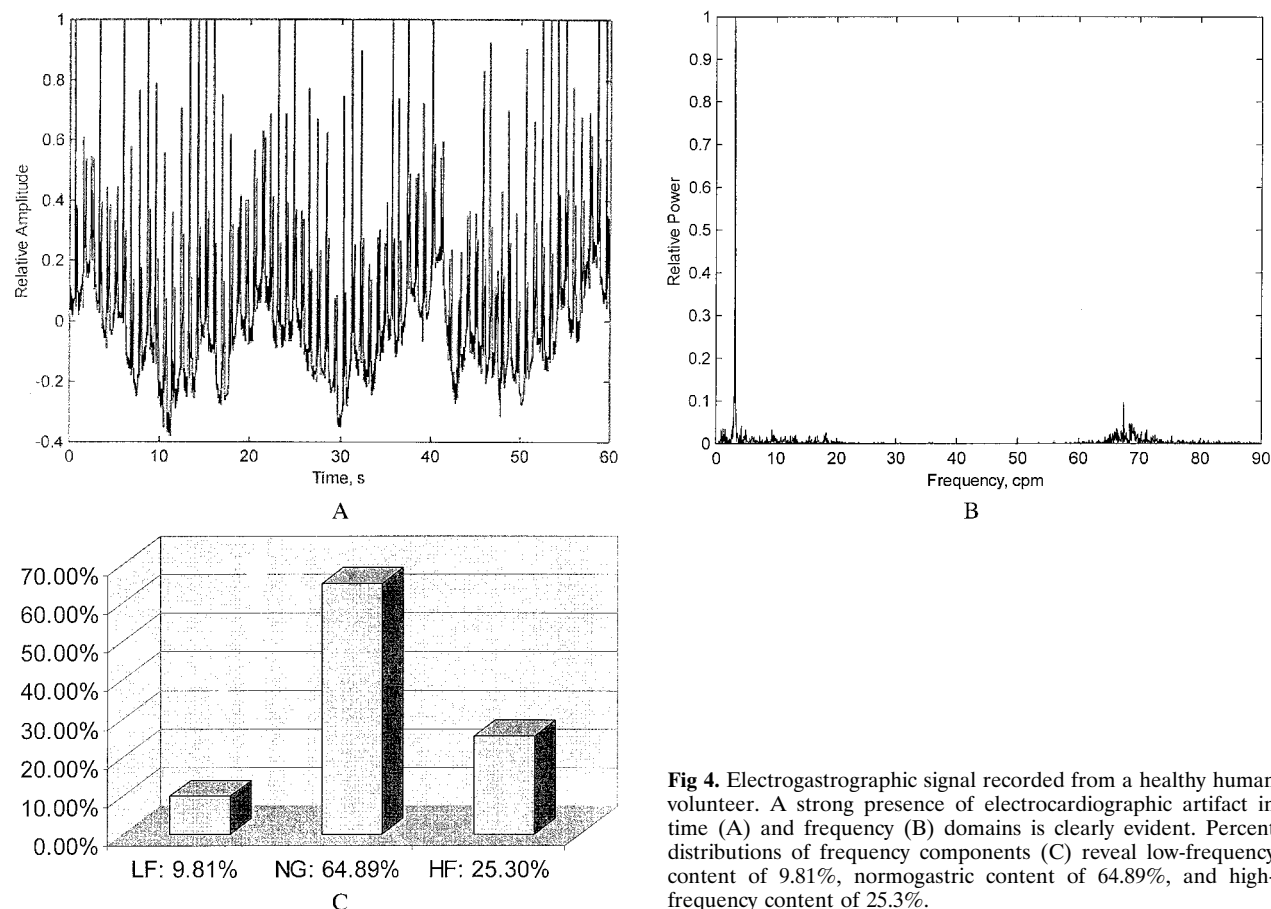 1
0.8
0.6
0.4
0.2
0
-0.2
-0.4
Relative Amplitude
0 10 20 30 40 50 60
Time, s
A
1
0.9
0.8
0.7
0.6
0.5
0.4
0.3
0.2
0.1
0
Relative Power
0 10 20 30 40 50 60 70 80 90
Frequency, cpm
B
70.00%
60.00%
50.00%
40.00%
30.00%
20.00%
10.00%
0.00%
LF: 9.81% NG: 64.89% HF: 25.30%
C
Fig 4. Electrogastrographic signal recorded from a healthy human
volunteer. A strong presence of electrocardiographic artifact in
time (A) and frequency (B) domains is clearly evident. Percent
distributions of frequency components (C) reveal low-frequency
content of 9.81%, normogastric content of 64.89%, and high-
frequency content of 25.3%.